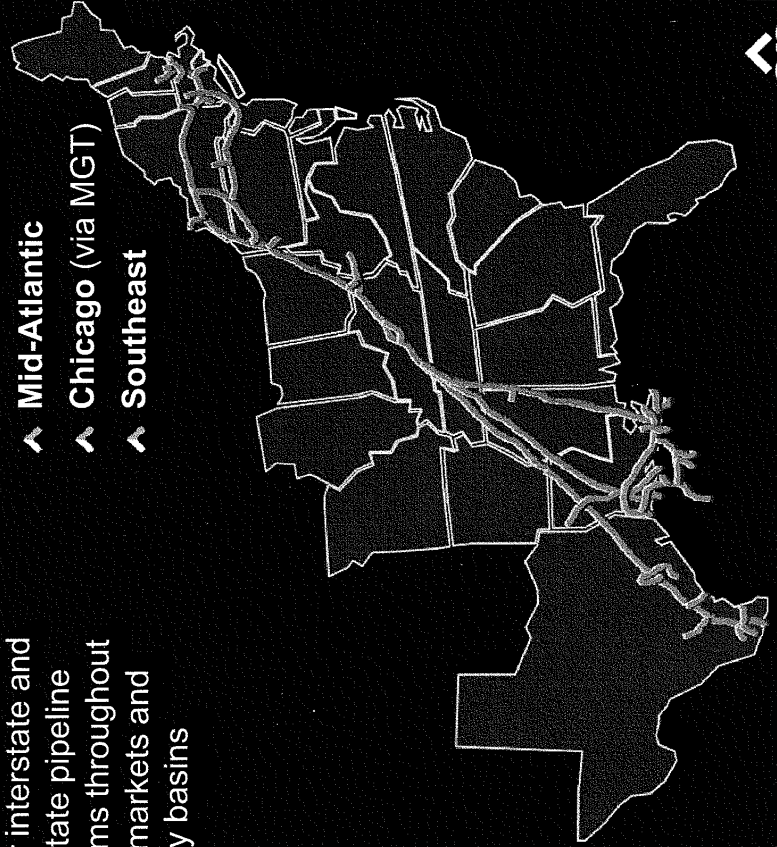 interstate and
tate pipeline
ms throughout
markets and
y basins
Mid-Atlantic
Chicago (via MGT)
Southeast